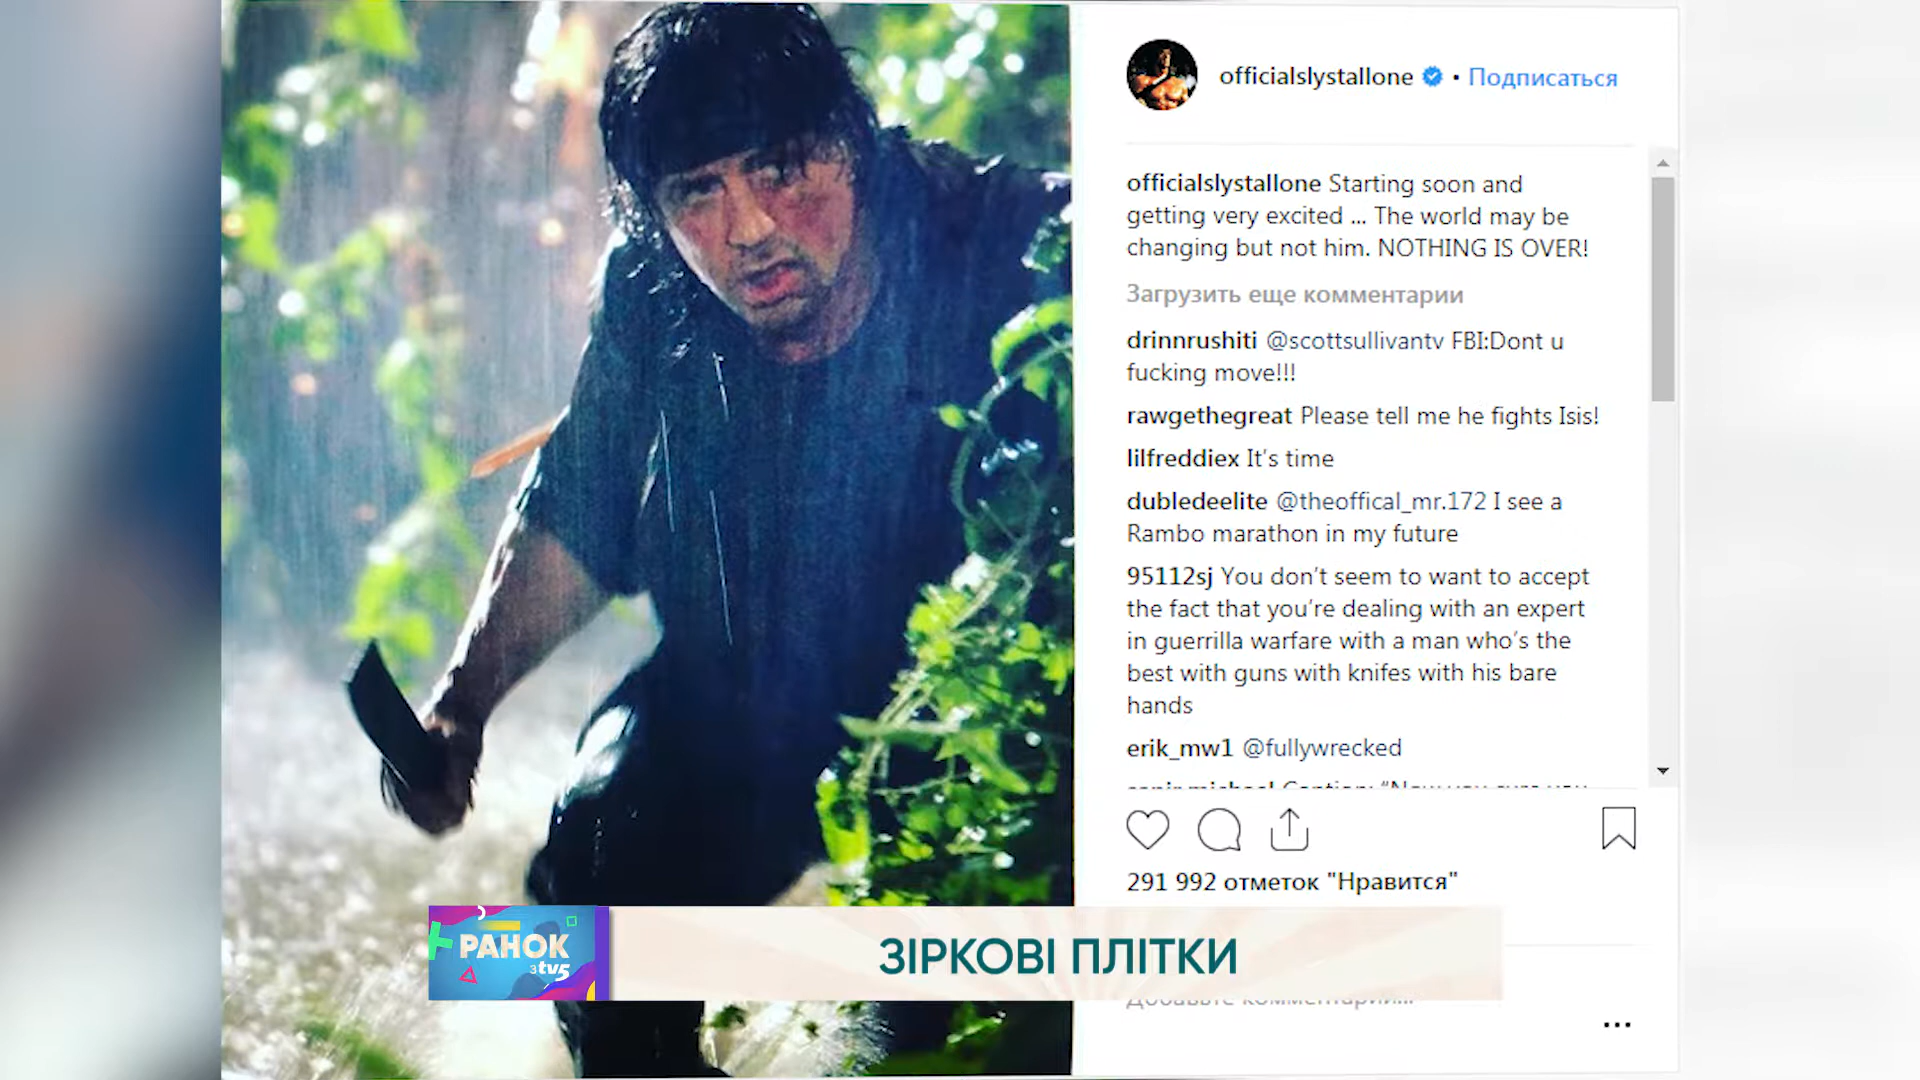 officialslystallone • Подписаться
officialslystallone Starting soon and
getting very excited ... The world may be
changing but not him. NOTHING IS OVER!
Загрузить еще комментарии
drinnrushiti @scottsullivantv FBI:Dont u
fucking move!!!
rawgethegreat Please tell me he fights Isis!
lilfreddiex It's time
dubledeelite @theoffical_mr.172 I see a
Rambo marathon in my future
95112sj You don't seem to want to accept
the fact that you're dealing with an expert
in guerrilla warfare with a man who's the
best with guns with knifes with his bare
hands
erik_mw1 @fullywrecked
291 992 отметок "Нравится"
РАНОК
з tv5
ЗІРКОВІ ПЛІТКИ